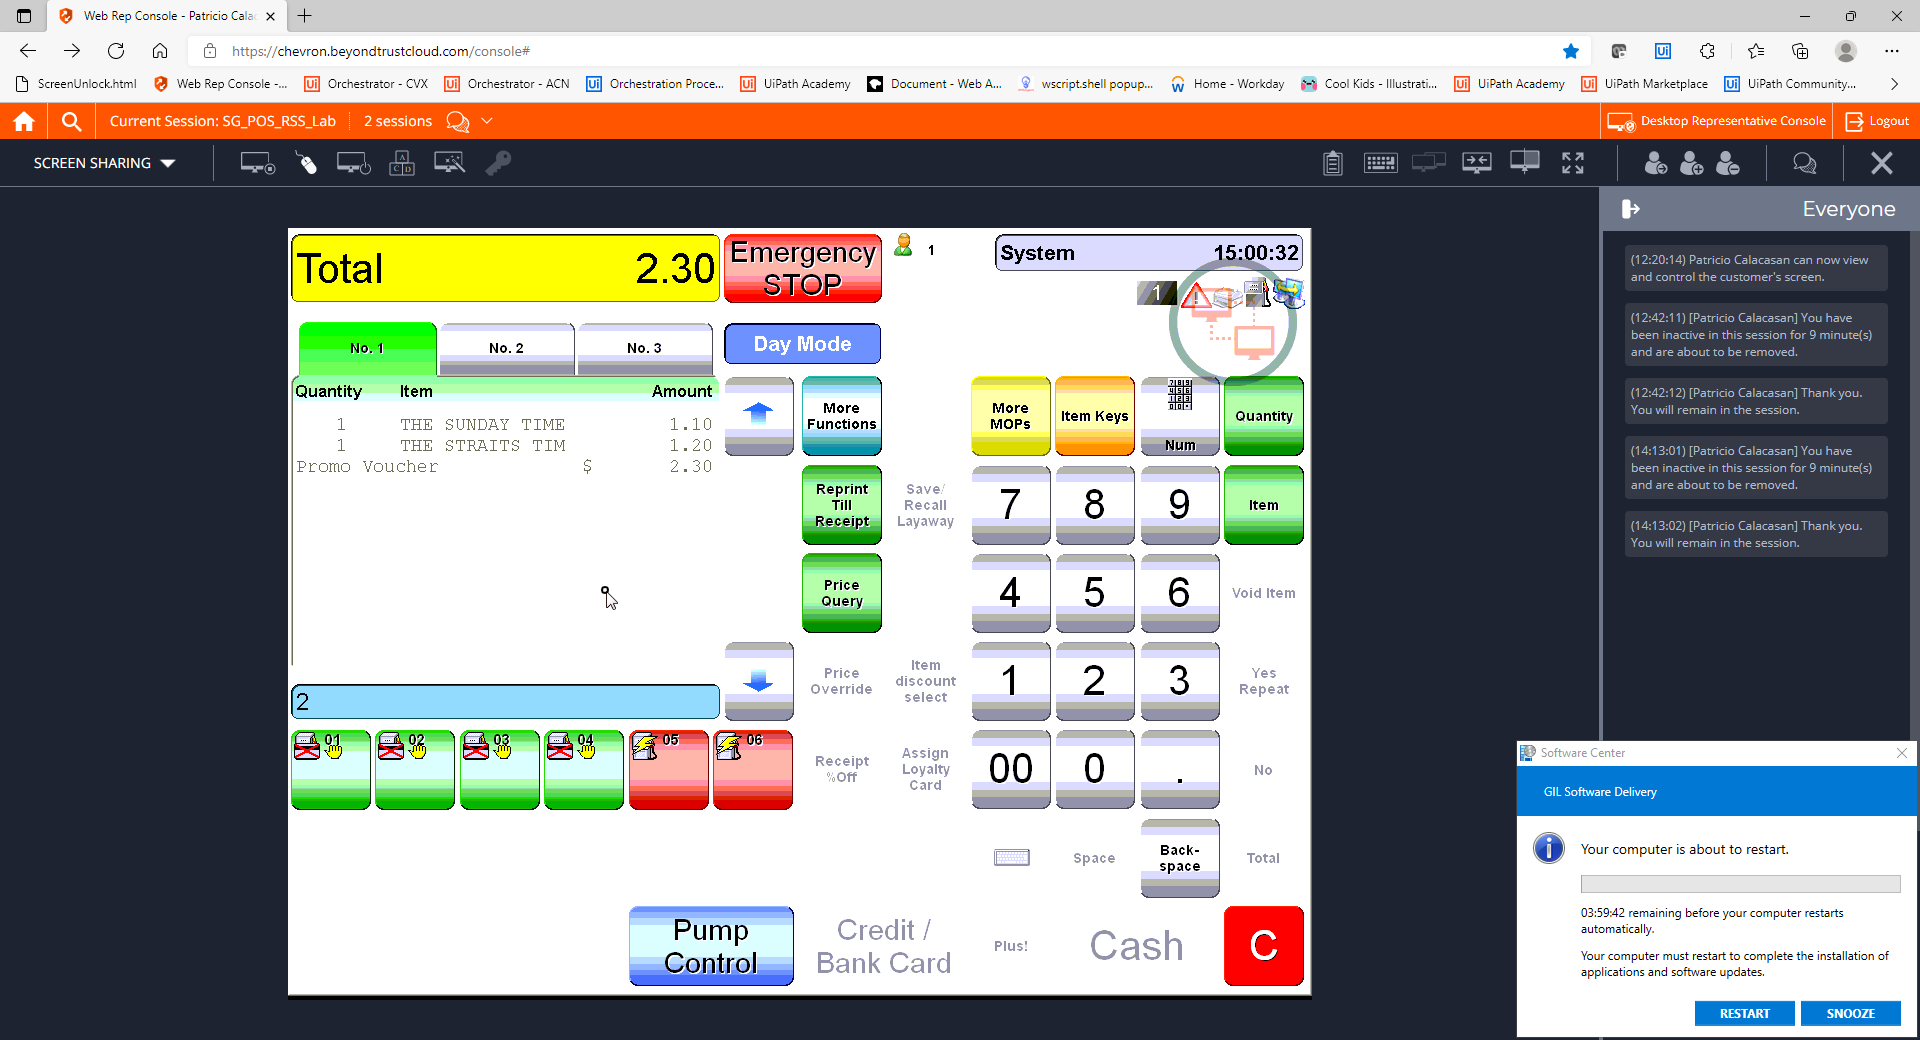 Web Rep Console - Patricio Cala
https://chevron.beyondtrustcloud.com/console#
ScreenUnlock.html
Web Rep Console -...
Orchestrator - CVX
Orchestrator - ACN
Orchestration Proce...
UiPath Academy
Document - Web A...
wscript.shell popup...
Home - Workday
Cool Kids - Illustrati...
UiPath Academy
UiPath Marketplace
UiPath Community...
Current Session: SG_POS_RSS_Lab
2 sessions
Desktop Representative Console
Logout
SCREEN SHARING
Everyone
(12:20:14) Patricio Calacasan can now view
and control the customer's screen.
(12:42:11) [Patricio Calacasan] You have
been inactive in this session for 9 minute(s)
and are about to be removed.
(12:42:12) [Patricio Calacasan] Thank you.
You will remain in the session.
(14:13:01) [Patricio Calacasan] You have
been inactive in this session for 9 minute(s)
and are about to be removed.
(14:13:02) [Patricio Calacasan] Thank you.
You will remain in the session.
Total 2.30
Emergency
STOP
1
System 15:00:32
1
No. 1
No. 2
No. 3
Day Mode
Quantity Item Amount
1 THE SUNDAY TIME 1.10
1 THE STRAITS TIM 1.20
Promo Voucher $ 2.30
2
01
02
03
04
05
06
More
Functions
Reprint
Till
Receipt
Save/
Recall
Layaway
Price
Query
Price
Override
Item
discount
select
Receipt
%Off
Assign
Loyalty
Card
More
MOPs
Item Keys
Num
Quantity
7
8
9
Item
4
5
6
Void Item
1
2
3
Yes
Repeat
00
0
.
No
Space
Back-
space
Total
Pump
Control
Credit /
Bank Card
Plus!
Cash
C
Software Center
GIL Software Delivery
Your computer is about to restart.
03:59:42 remaining before your computer restarts
automatically.
Your computer must restart to complete the installation of
applications and software updates.
RESTART
SNOOZE